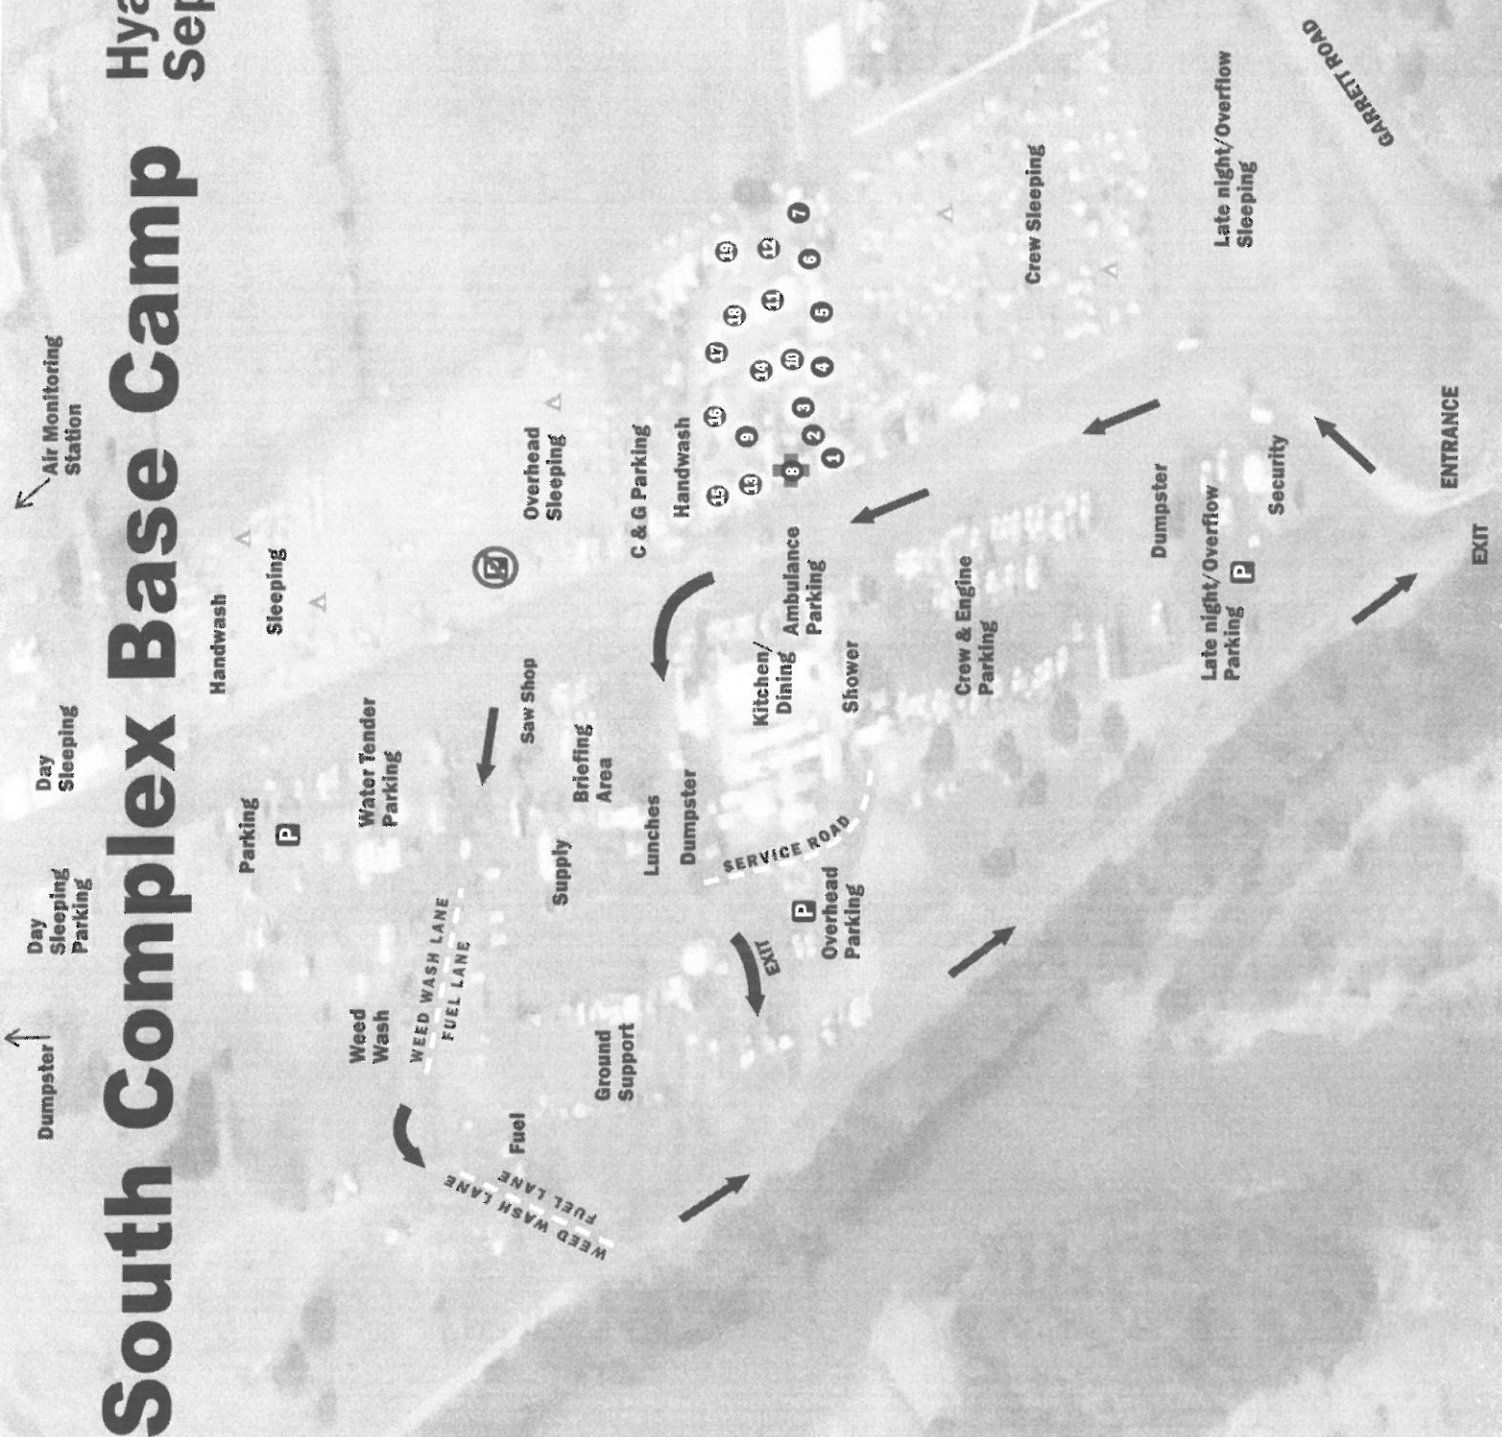 Dumpster
Day
Sleeping
Parking
Day
Sleeping
Air Monitoring
Station
South Complex Base Camp
Hya
Sep
Handwash
Parking
P
Sleeping
Weed
Wash
Water Tender
Parking
WEED WASH LANE
FUEL LANE
Fuel
FUEL LANE
WEED WASH LANE
Saw Shop
Overhead
Sleeping
Supply
Briefing
Area
Ground
Support
C & G Parking
Lunches
Handwash
Dumpster
15
16
17
18
19
13
9
14
11
12
8
10
3
2
1
4
5
6
7
SERVICE ROAD
EXIT
Kitchen/
Dining
Ambulance
Parking
P
Overhead
Parking
Shower
Crew & Engine
Parking
Crew Sleeping
Dumpster
Late night/Overflow
Parking
P
Late night/Overflow
Sleeping
Security
GARRETT ROAD
ENTRANCE
EXIT